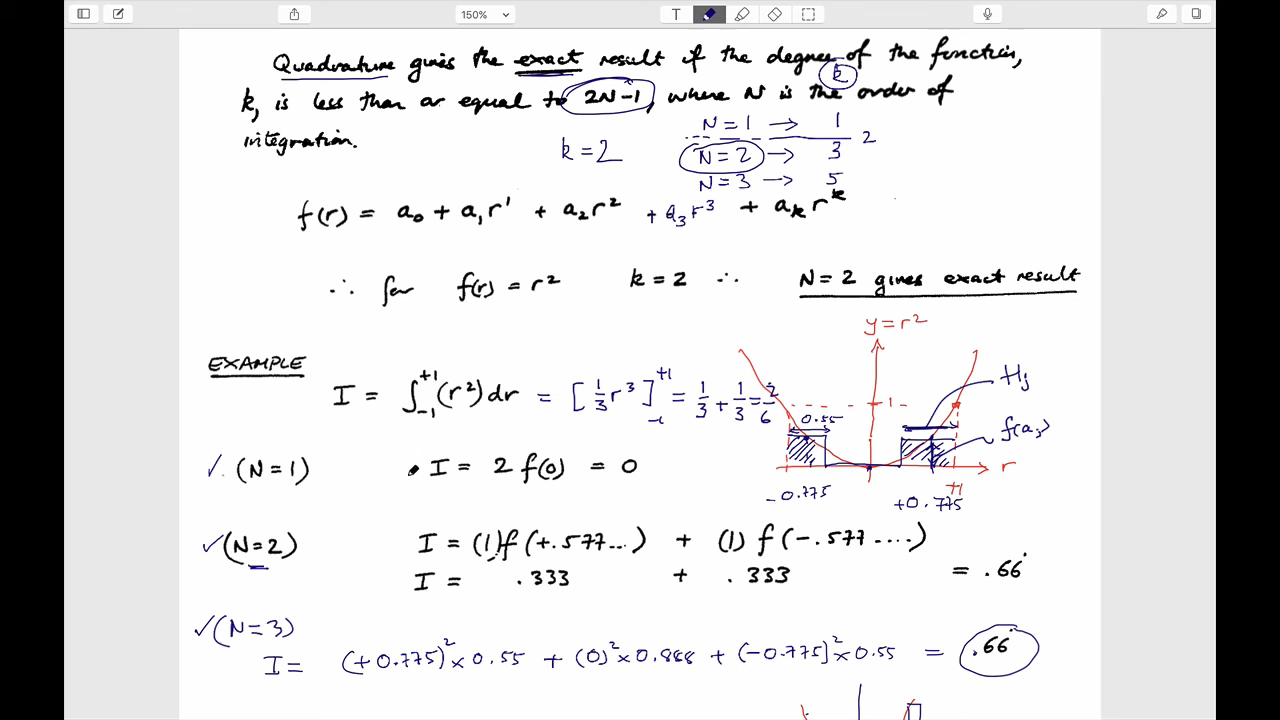 150%
T
Quadrature gives the exact result if the degree of the function,
k
k, is less than or equal to 2N-1, where N is the order of
integration.
N = 1 → 1
k = 2 N = 2 → 3 2
N = 3 → 5
f(r) = a₀ + a₁r¹ + a₂r² + a₃r³ + aₖrᵏ
∴ for f(r) = r² k = 2 ∴ N = 2 gives exact result
y = r²
EXAMPLE
I = ∫₋₁⁺¹ (r²) dr = [1/3 r³]₋₁⁺¹ = 1/3 + 1/3 = 2/6
1
Hj
0.55
f(aj)
✓ (N=1) • I = 2 f(0) = 0
r
-0.775 +0.775 +1
✓ (N=2) I = (1) f(+.577...) + (1) f(-.577....)
I = .333 + .333 = .66̇
✓ (N=3)
I = (+0.775)² × 0.55 + (0)² × 0.888 + (-0.775)² × 0.55 = .66̇